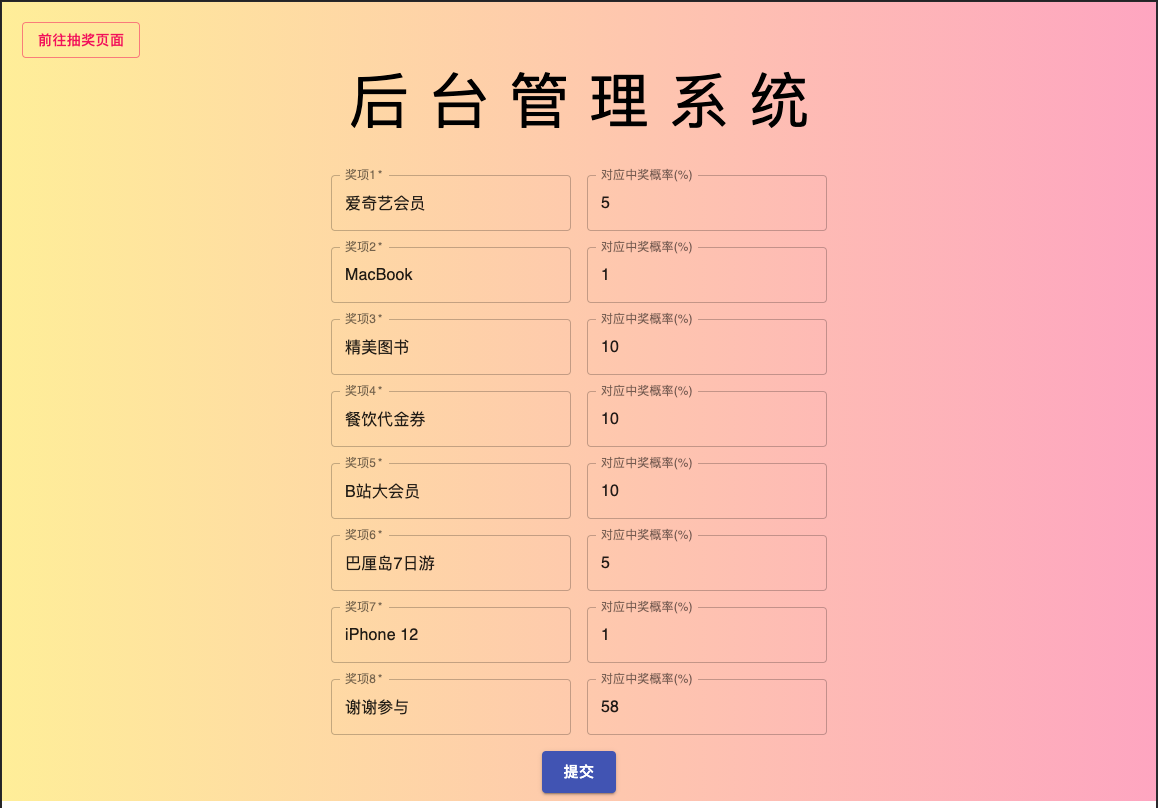 前往抽奖页面
后台管理系统
奖项1 * 对应中奖概率(%)
爱奇艺会员 5
奖项2 * 对应中奖概率(%)
MacBook 1
奖项3 * 对应中奖概率(%)
精美图书 10
奖项4 * 对应中奖概率(%)
餐饮代金券 10
奖项5 * 对应中奖概率(%)
B站大会员 10
奖项6 * 对应中奖概率(%)
巴厘岛7日游 5
奖项7 * 对应中奖概率(%)
iPhone 12 1
奖项8 * 对应中奖概率(%)
谢谢参与 58
提交